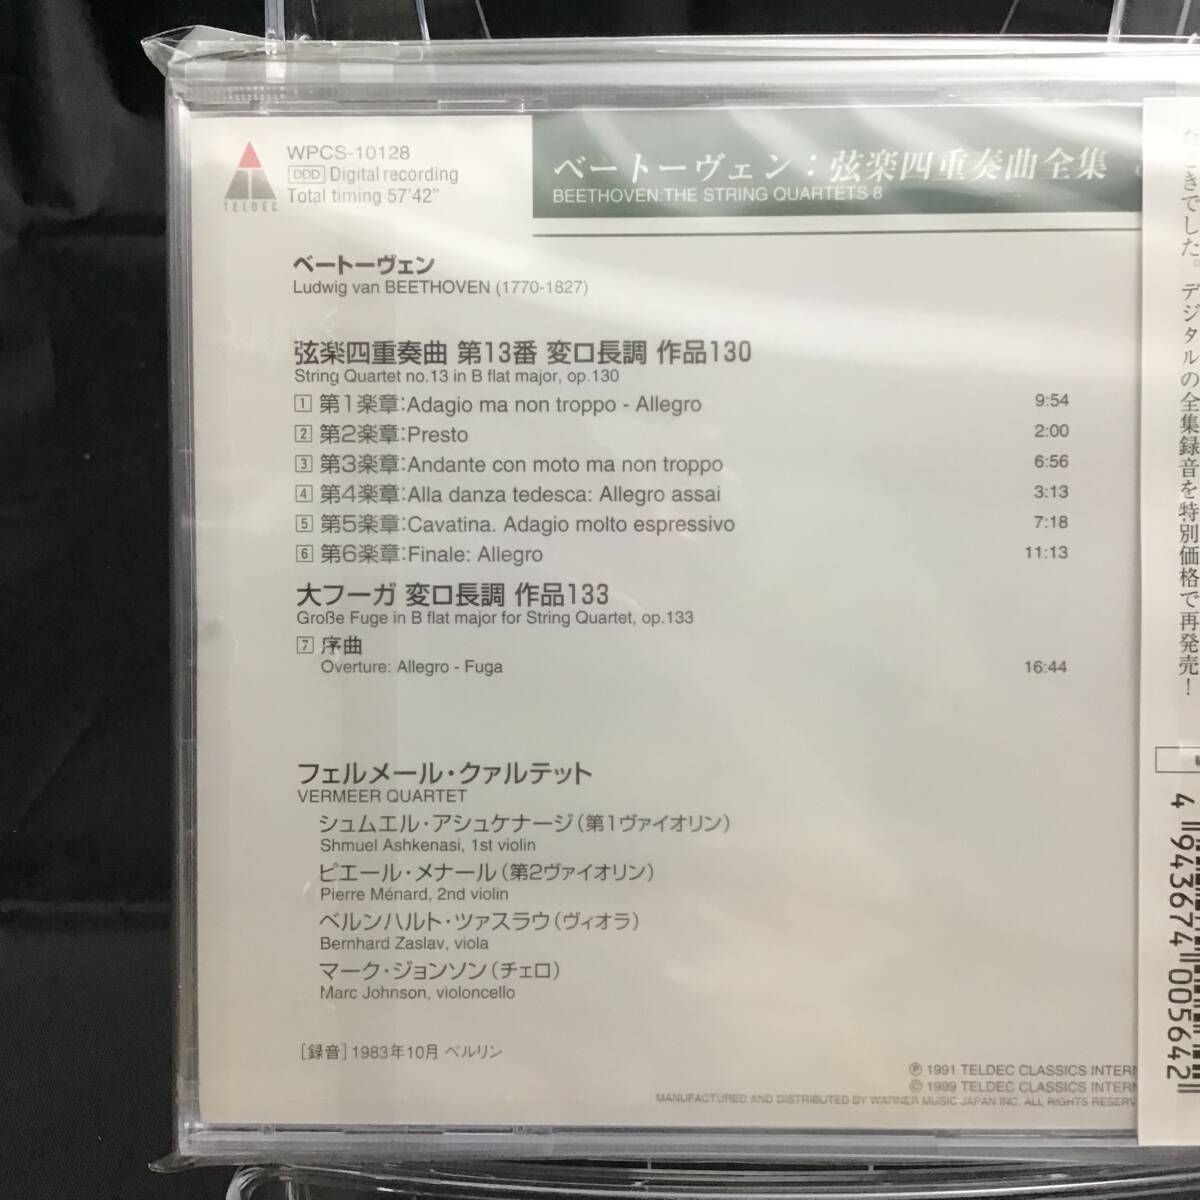 WPCS-10128
DDD Digital recording
Total timing 57'42"
TELDEC
ベートーヴェン：弦楽四重奏曲全集
BEETHOVEN:THE STRING QUARTETS 8
ベートーヴェン
Ludwig van BEETHOVEN (1770-1827)
弦楽四重奏曲 第13番 変ロ長調 作品130
String Quartet no.13 in B flat major, op.130
1 第1楽章:Adagio ma non troppo - Allegro 9:54
2 第2楽章:Presto 2:00
3 第3楽章:Andante con moto ma non troppo 6:56
4 第4楽章:Alla danza tedesca: Allegro assai 3:13
5 第5楽章:Cavatina. Adagio molto espressivo 7:18
6 第6楽章:Finale: Allegro 11:13
大フーガ 変ロ長調 作品133
Große Fuge in B flat major for String Quartet, op.133
7 序曲
Overture: Allegro - Fuga 16:44
フェルメール・クァルテット
VERMEER QUARTET
シュムエル・アシュケナージ（第1ヴァイオリン）
Shmuel Ashkenasi, 1st violin
ピエール・メナール（第2ヴァイオリン）
Pierre Ménard, 2nd violin
ベルンハルト・ツァスラウ（ヴィオラ）
Bernhard Zaslav, viola
マーク・ジョンソン（チェロ）
Marc Johnson, violoncello
［録音］1983年10月 ベルリン
Ⓟ 1991 TELDEC CLASSICS INTERN
© 1999 TELDEC CLASSICS INTERN
MANUFACTURED AND DISTRIBUTED BY WARNER MUSIC JAPAN INC. ALL RIGHTS RESERV
きでした。デジタルの全集録音を特別価格で再発売！
4 943674 005642